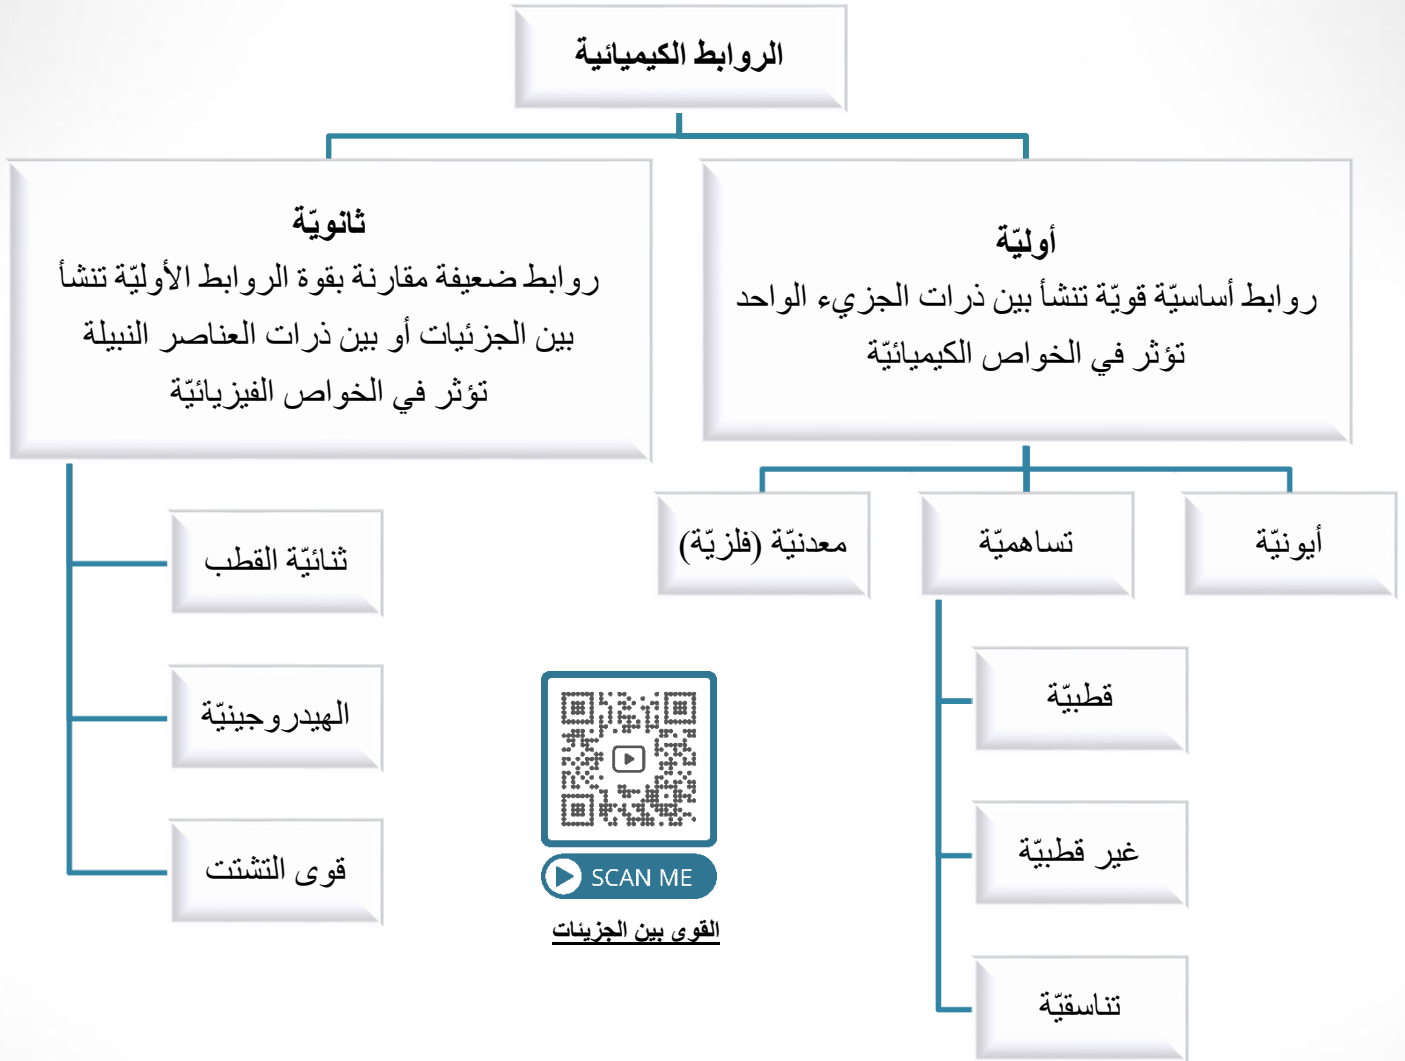 الروابط الكيميائية
أوليّة
روابط أساسيّة قويّة تنشأ بين ذرات الجزيء الواحد
تؤثر في الخواص الكيميائيّة
ثانويّة
روابط ضعيفة مقارنة بقوة الروابط الأوليّة تنشأ
بين الجزئيات أو بين ذرات العناصر النبيلة
تؤثر في الخواص الفيزيائيّة
أيونيّة
تساهميّة
معدنيّة (فلزيّة)
قطبيّة
غير قطبيّة
تناسقيّة
ثنائيّة القطب
الهيدروجينيّة
قوى التشتت
SCAN ME
القوى بين الجزيئات